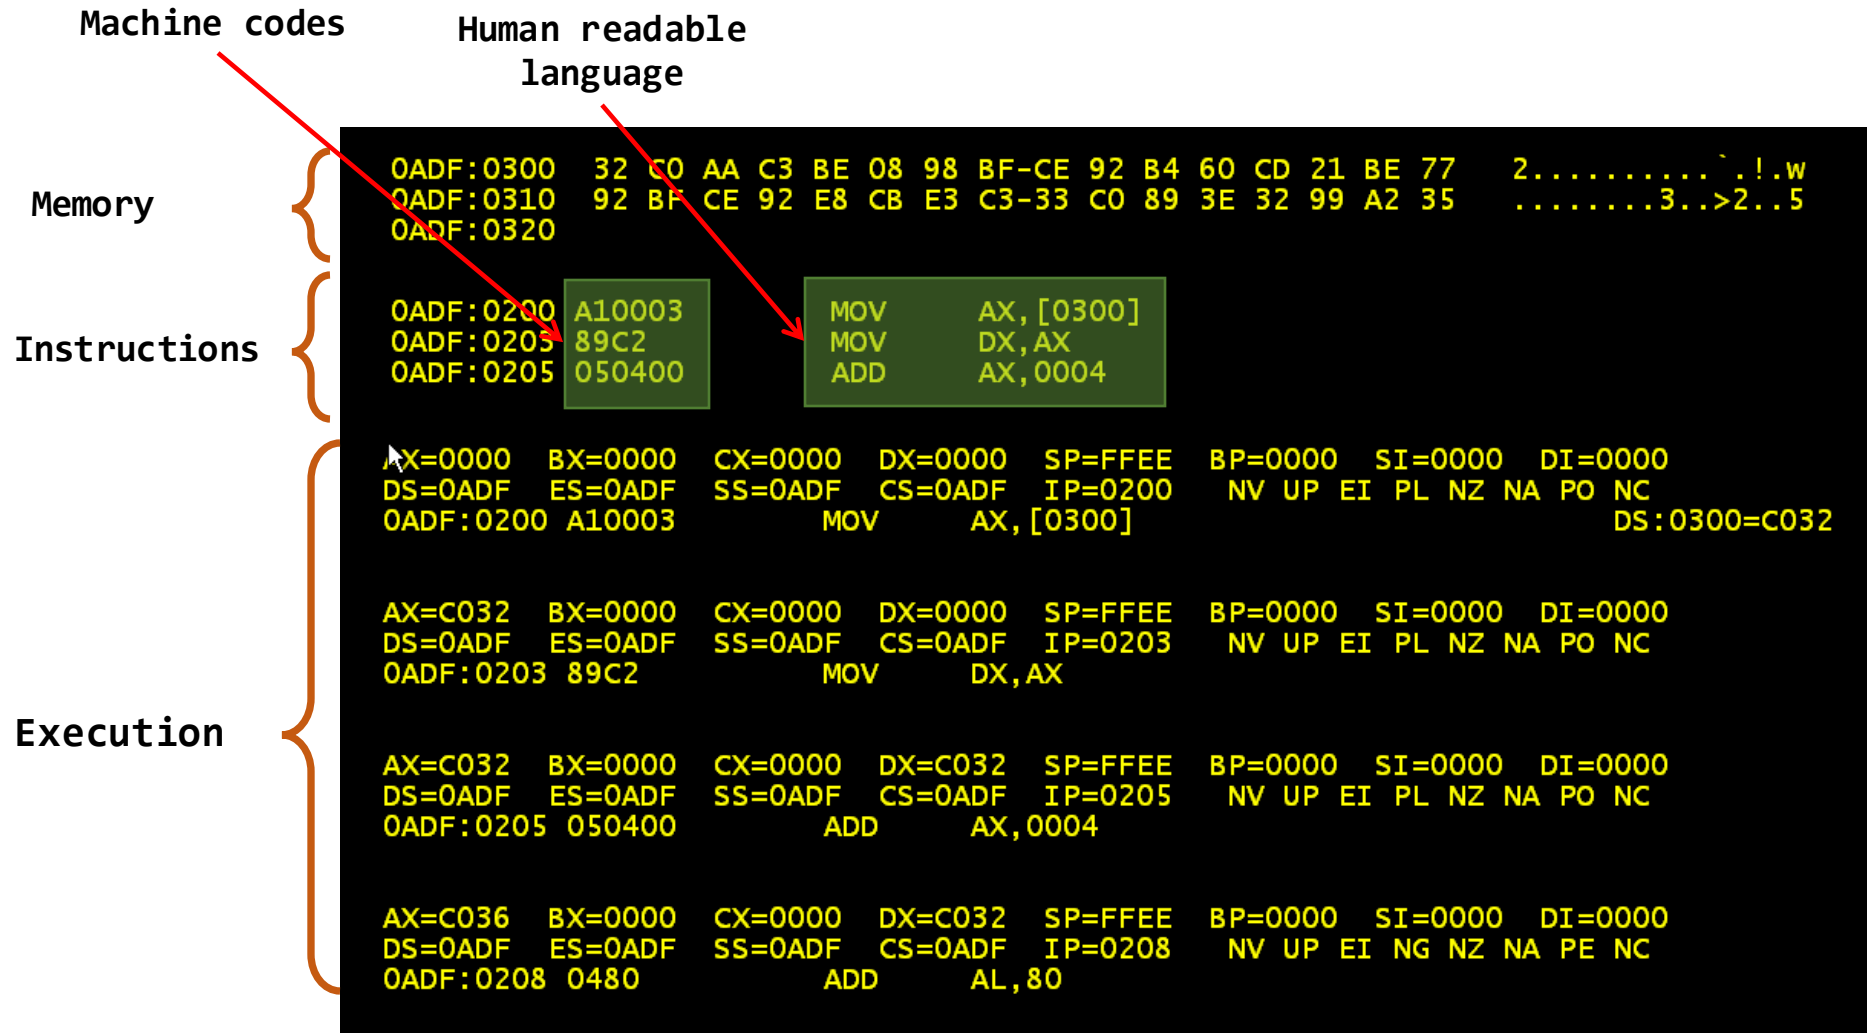 Machine codes
Human readable
language
Memory
0ADF:0300 32 C0 AA C3 BE 08 98 BF-CE 92 B4 60 CD 21 BE 77 2..........`.!.w
0ADF:0310 92 BF CE 92 E8 CB E3 C3-33 C0 89 3E 32 99 A2 35 ........3..>2..5
0ADF:0320
Instructions
0ADF:0200 A10003 MOV AX,[0300]
0ADF:0203 89C2 MOV DX,AX
0ADF:0205 050400 ADD AX,0004
Execution
AX=0000 BX=0000 CX=0000 DX=0000 SP=FFEE BP=0000 SI=0000 DI=0000
DS=0ADF ES=0ADF SS=0ADF CS=0ADF IP=0200 NV UP EI PL NZ NA PO NC
0ADF:0200 A10003 MOV AX,[0300] DS:0300=C032
AX=C032 BX=0000 CX=0000 DX=0000 SP=FFEE BP=0000 SI=0000 DI=0000
DS=0ADF ES=0ADF SS=0ADF CS=0ADF IP=0203 NV UP EI PL NZ NA PO NC
0ADF:0203 89C2 MOV DX,AX
AX=C032 BX=0000 CX=0000 DX=C032 SP=FFEE BP=0000 SI=0000 DI=0000
DS=0ADF ES=0ADF SS=0ADF CS=0ADF IP=0205 NV UP EI PL NZ NA PO NC
0ADF:0205 050400 ADD AX,0004
AX=C036 BX=0000 CX=0000 DX=C032 SP=FFEE BP=0000 SI=0000 DI=0000
DS=0ADF ES=0ADF SS=0ADF CS=0ADF IP=0208 NV UP EI NG NZ NA PE NC
0ADF:0208 0480 ADD AL,80